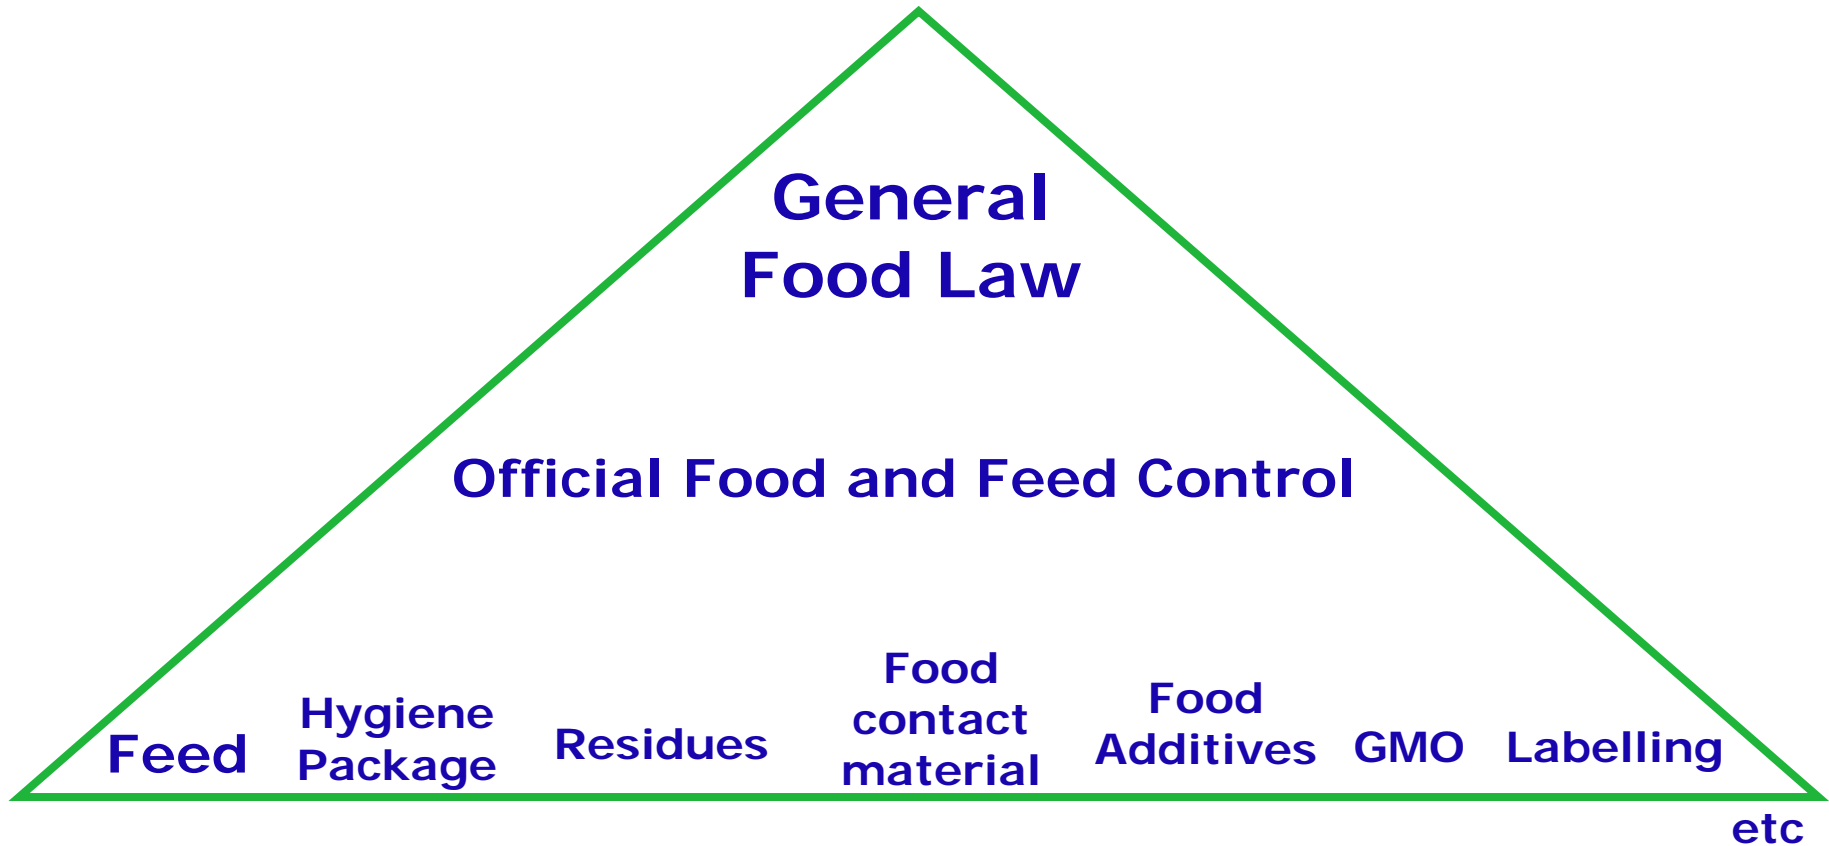 General
Food Law
Official Food and Feed Control
Feed
Hygiene
Package
Residues
Food
contact
material
Food
Additives
GMO
Labelling
etc